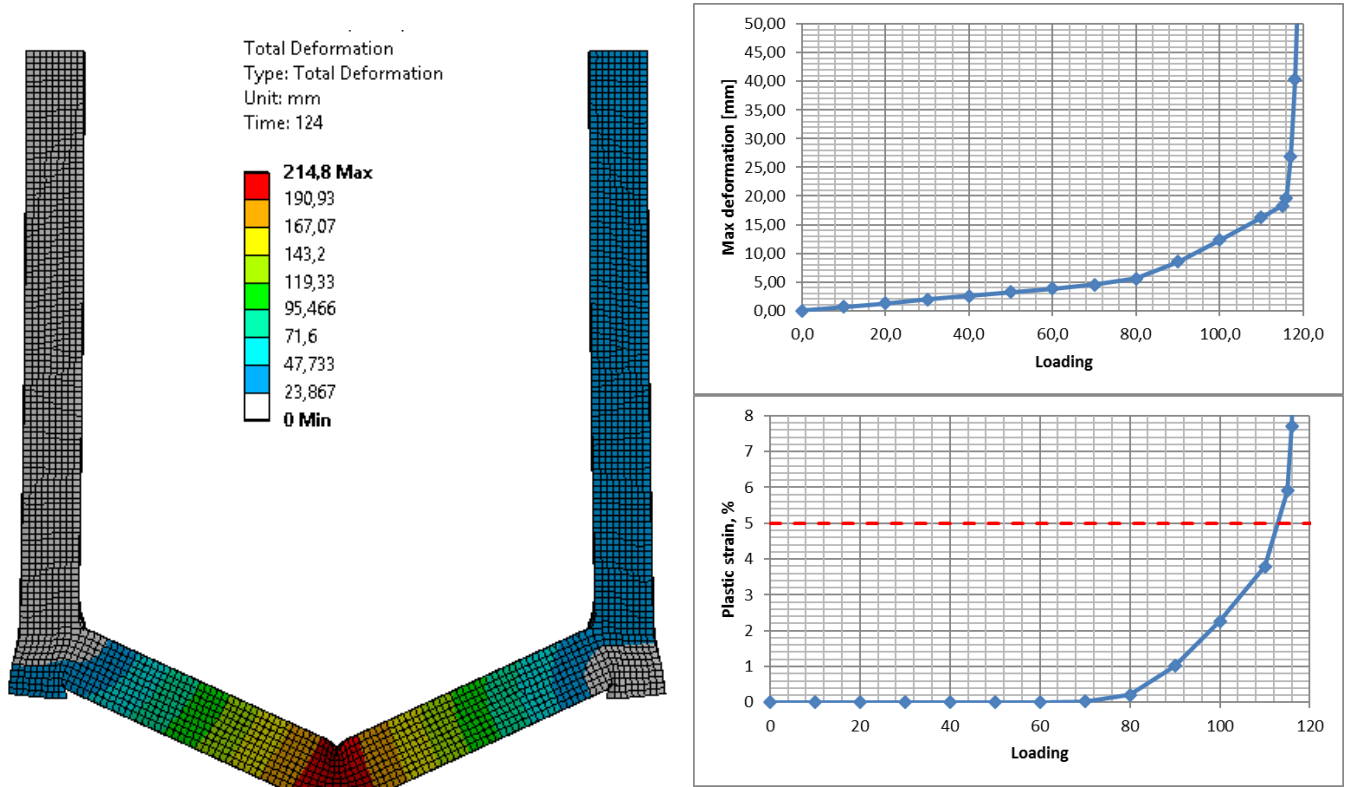 Total Deformation
Type: Total Deformation
Unit: mm
Time: 124
214,8 Max
190,93
167,07
143,2
119,33
95,466
71,6
47,733
23,867
0 Min
Max deformation [mm]
50,00
45,00
40,00
35,00
30,00
25,00
20,00
15,00
10,00
5,00
0,00
0,0 20,0 40,0 60,0 80,0 100,0 120,0
Loading
Plastic strain, %
8
7
6
5
4
3
2
1
0
0 20 40 60 80 100 120
Loading